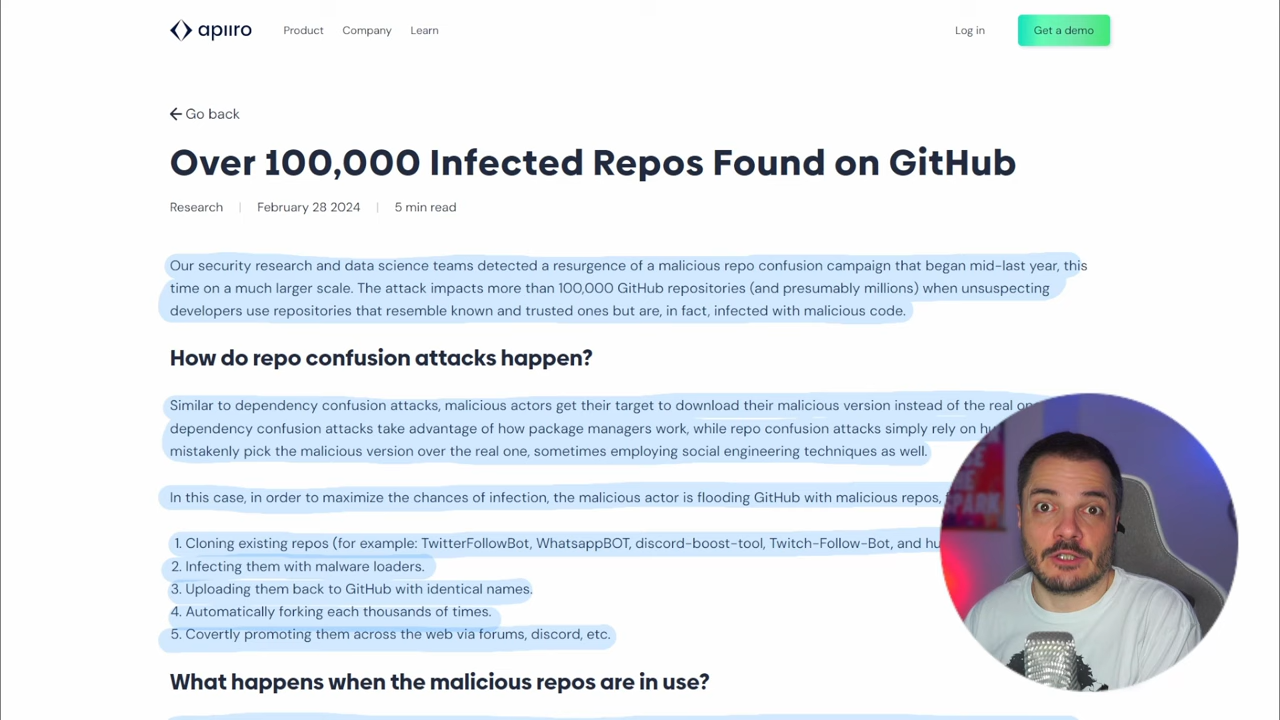 apiiro
Product Company Learn
Log in Get a demo
Go back
Over 100,000 Infected Repos Found on GitHub
Research | February 28 2024 | 5 min read
Our security research and data science teams detected a resurgence of a malicious repo confusion campaign that began mid-last year, this
time on a much larger scale. The attack impacts more than 100,000 GitHub repositories (and presumably millions) when unsuspecting
developers use repositories that resemble known and trusted ones but are, in fact, infected with malicious code.
How do repo confusion attacks happen?
Similar to dependency confusion attacks, malicious actors get their target to download their malicious version instead of the real
dependency confusion attacks take advantage of how package managers work, while repo confusion attacks simply rely on
mistakenly pick the malicious version over the real one, sometimes employing social engineering techniques as well.
In this case, in order to maximize the chances of infection, the malicious actor is flooding GitHub with malicious repos,
1. Cloning existing repos (for example: TwitterFollowBot, WhatsappBOT, discord-boost-tool, Twitch-Follow-Bot, and
2. Infecting them with malware loaders.
3. Uploading them back to GitHub with identical names.
4. Automatically forking each thousands of times.
5. Covertly promoting them across the web via forums, discord, etc.
What happens when the malicious repos are in use?
SPARK